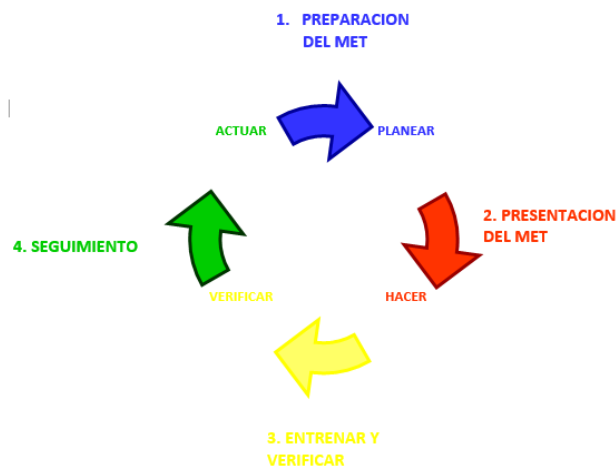 1. PREPARACION
DEL MET
ACTUAR
PLANEAR
2. PRESENTACION
DEL MET
4. SEGUIMIENTO
VERIFICAR
HACER
3. ENTRENAR Y
VERIFICAR